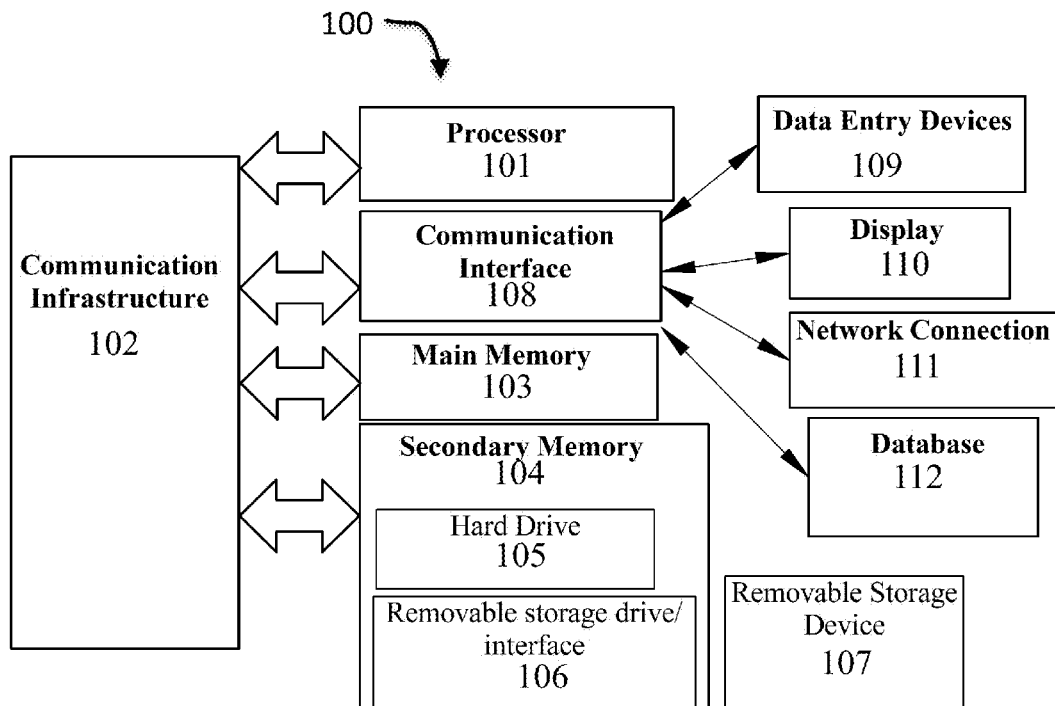 100
Processor
101
Data Entry Devices
109
Communication
Infrastructure
102
Communication
Interface
108
Display
110
Network Connection
111
Main Memory
103
Database
112
Secondary Memory
104
Hard Drive
105
Removable storage drive/
interface
106
Removable Storage
Device
107